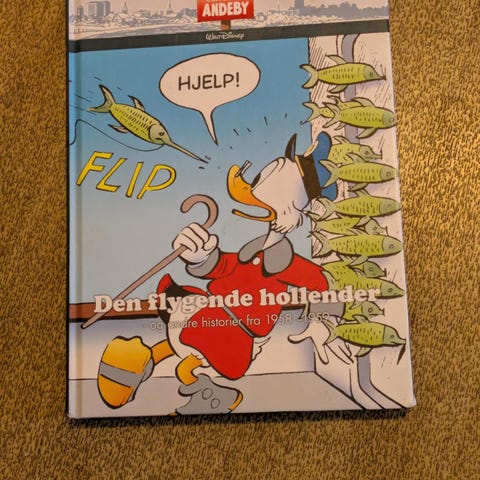 ANDEBY
Walt Disney
HJELP!
FLIP
Den flygende hollender
og andre historier fra 1958-1959